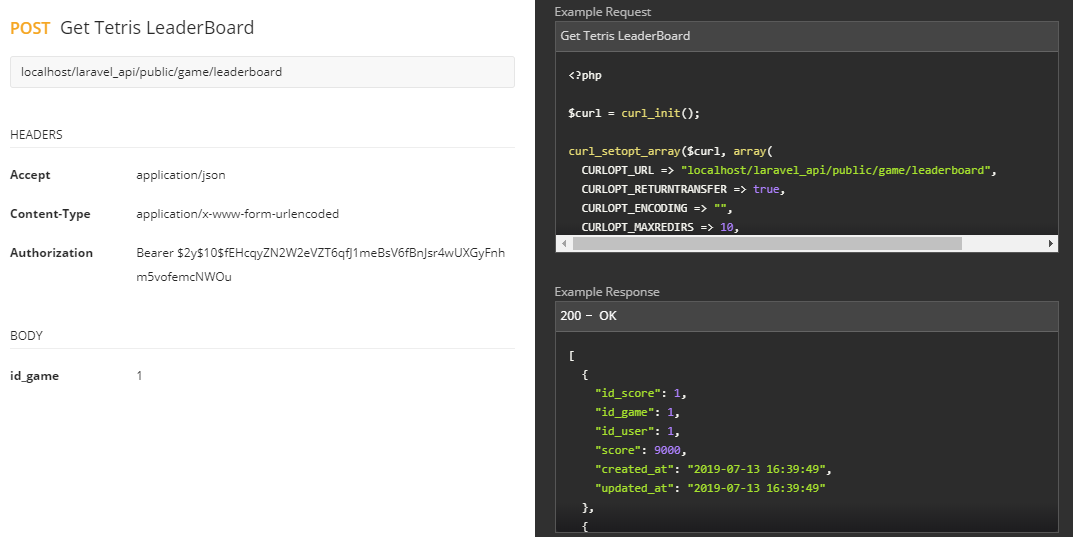 POST Get Tetris LeaderBoard
localhost/laravel_api/public/game/leaderboard
HEADERS
Accept application/json
Content-Type application/x-www-form-urlencoded
Authorization Bearer $2y$10$fEHcqyZN2W2eVZT6qfJ1meBsV6fBnJsr4wUXGyFnh
m5vofemcNWOu
BODY
id_game 1
Example Request
Get Tetris LeaderBoard
<?php
$curl = curl_init();
curl_setopt_array($curl, array(
CURLOPT_URL => "localhost/laravel_api/public/game/leaderboard",
CURLOPT_RETURNTRANSFER => true,
CURLOPT_ENCODING => "",
CURLOPT_MAXREDIRS => 10,
Example Response
200 − OK
[
{
"id_score": 1,
"id_game": 1,
"id_user": 1,
"score": 9000,
"created_at": "2019-07-13 16:39:49",
"updated_at": "2019-07-13 16:39:49"
},
{